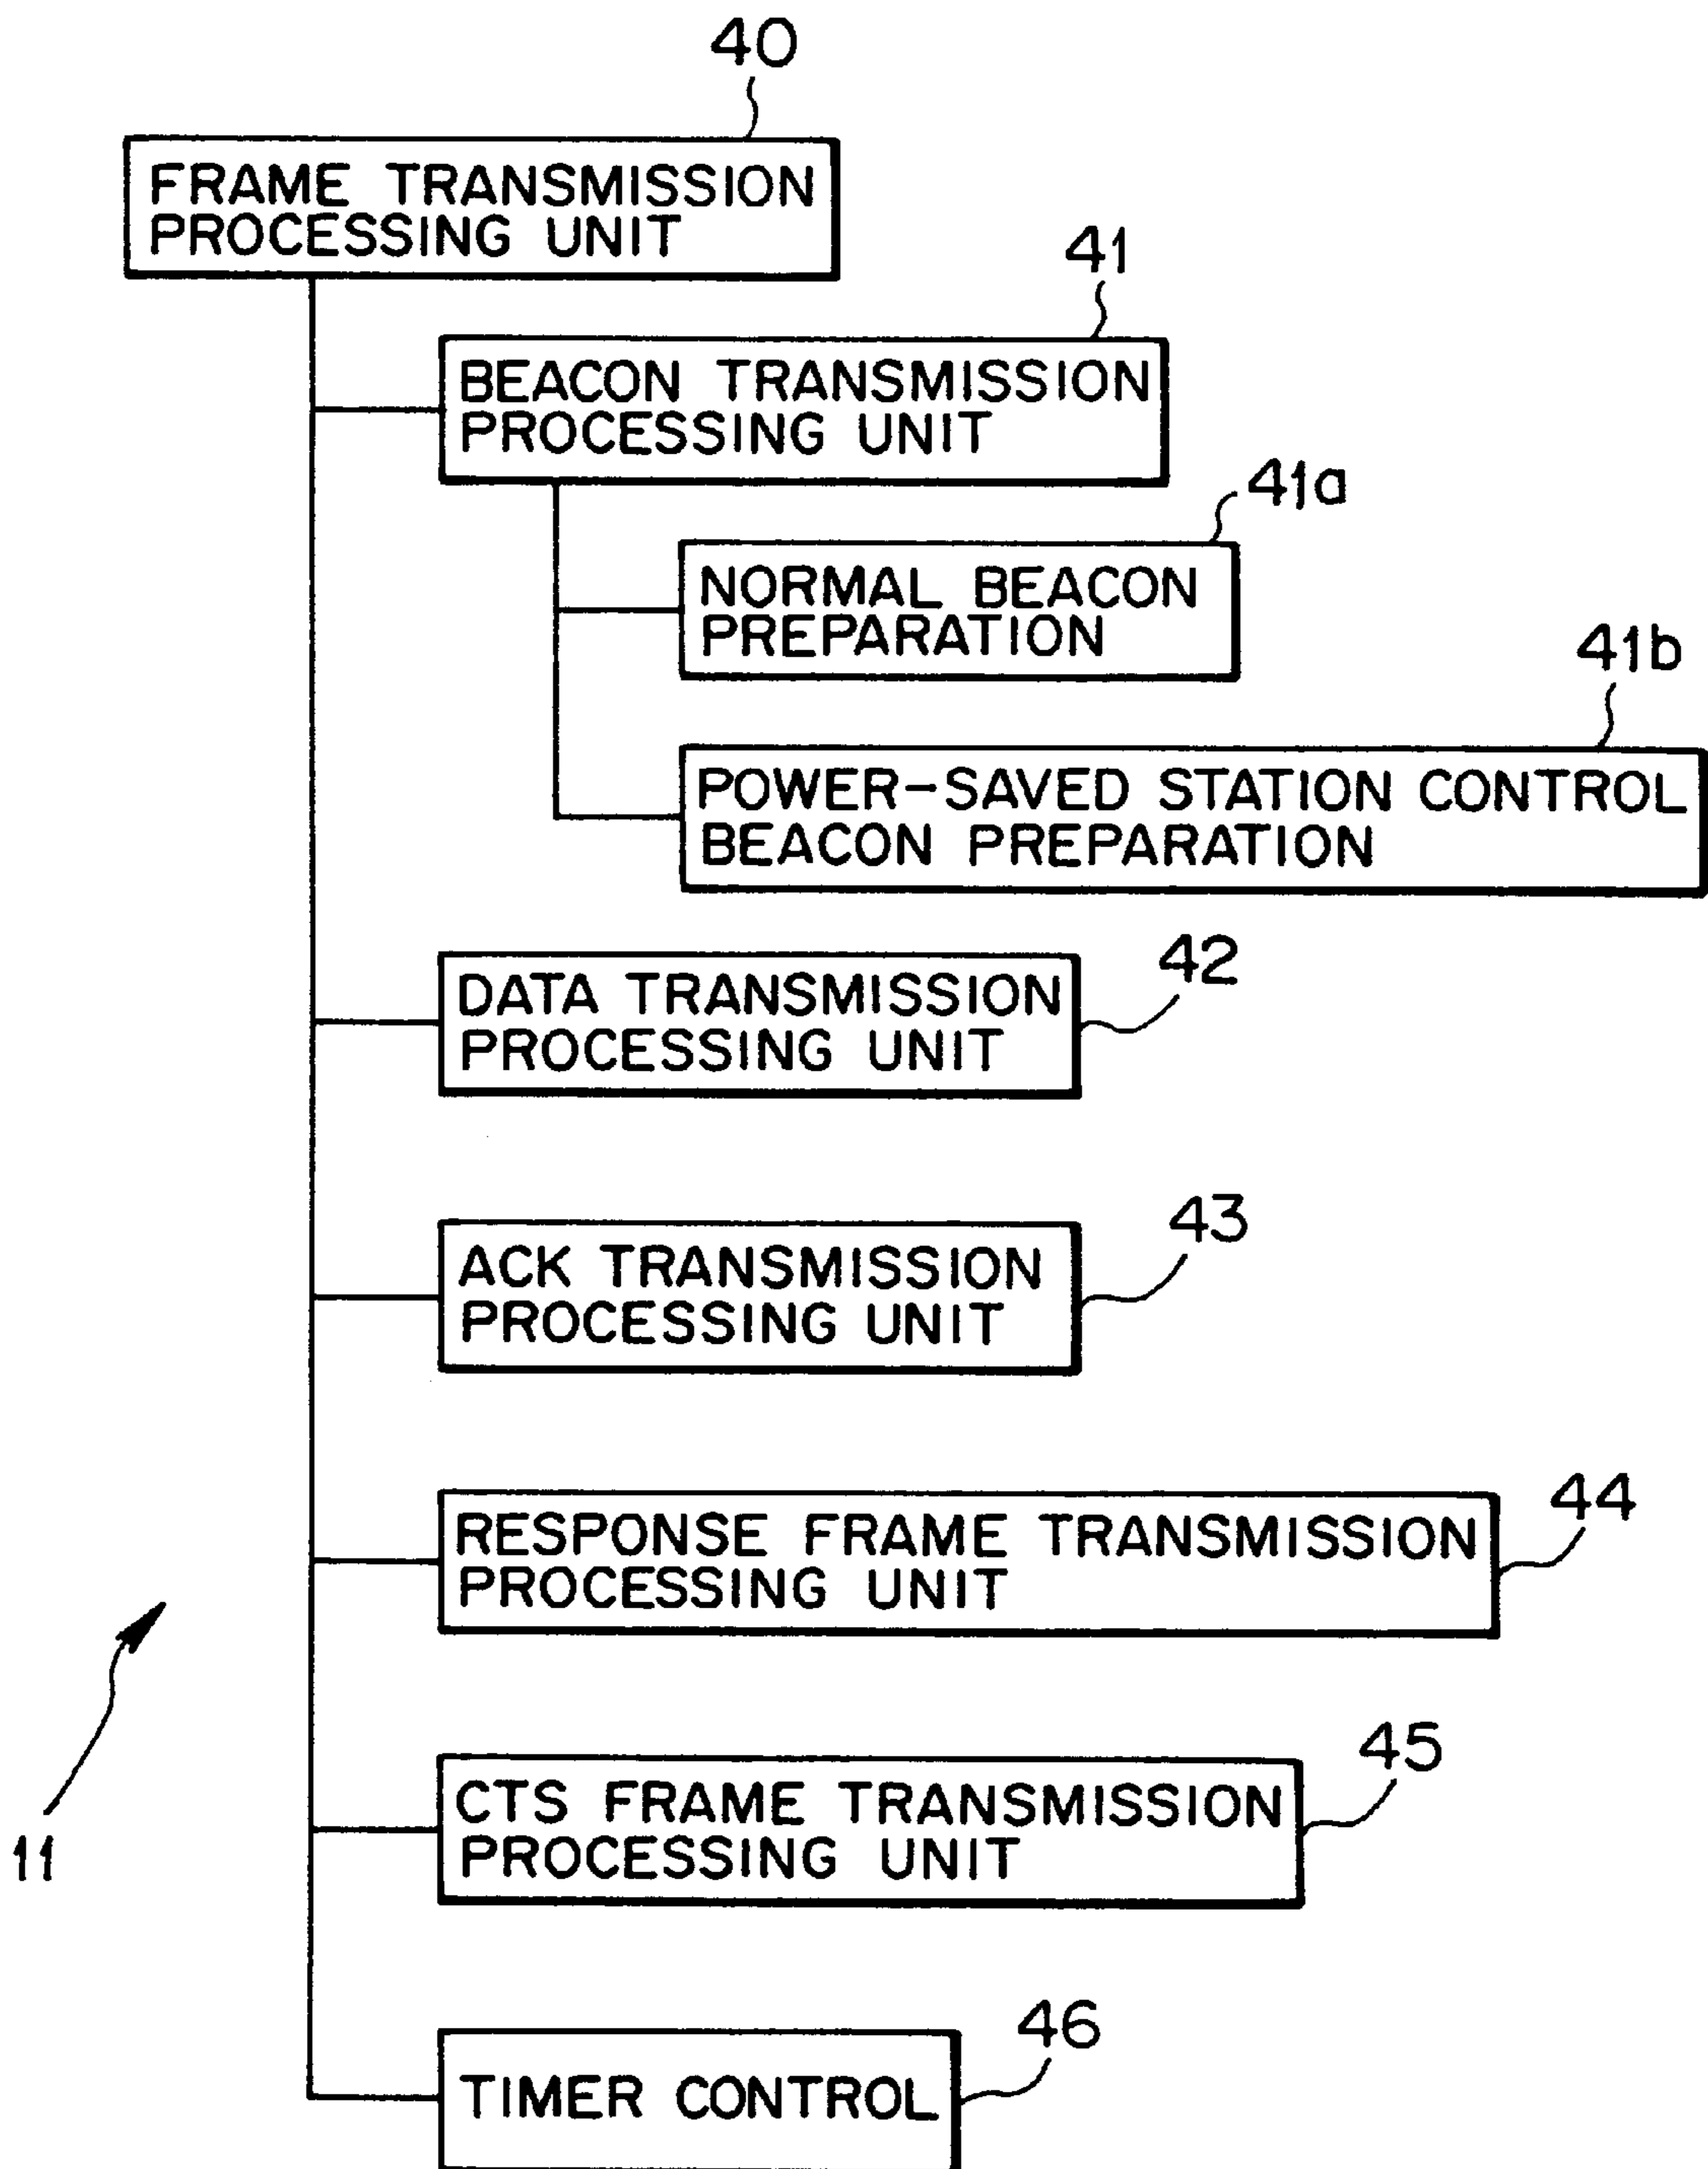 40
FRAME TRANSMISSION
PROCESSING UNIT
41
BEACON TRANSMISSION
PROCESSING UNIT
41a
NORMAL BEACON
PREPARATION
41b
POWER-SAVED STATION CONTROL
BEACON PREPARATION
42
DATA TRANSMISSION
PROCESSING UNIT
43
ACK TRANSMISSION
PROCESSING UNIT
44
RESPONSE FRAME TRANSMISSION
PROCESSING UNIT
45
CTS FRAME TRANSMISSION
PROCESSING UNIT
11
46
TIMER CONTROL